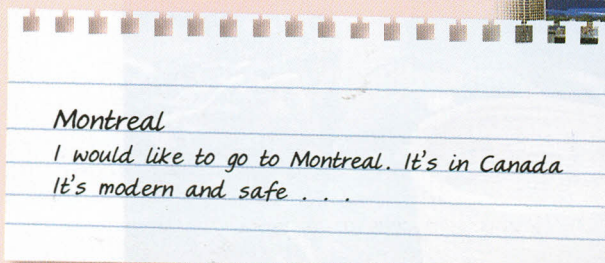 Montreal
I would like to go to Montreal. It's in Canada
It's modern and safe . . .